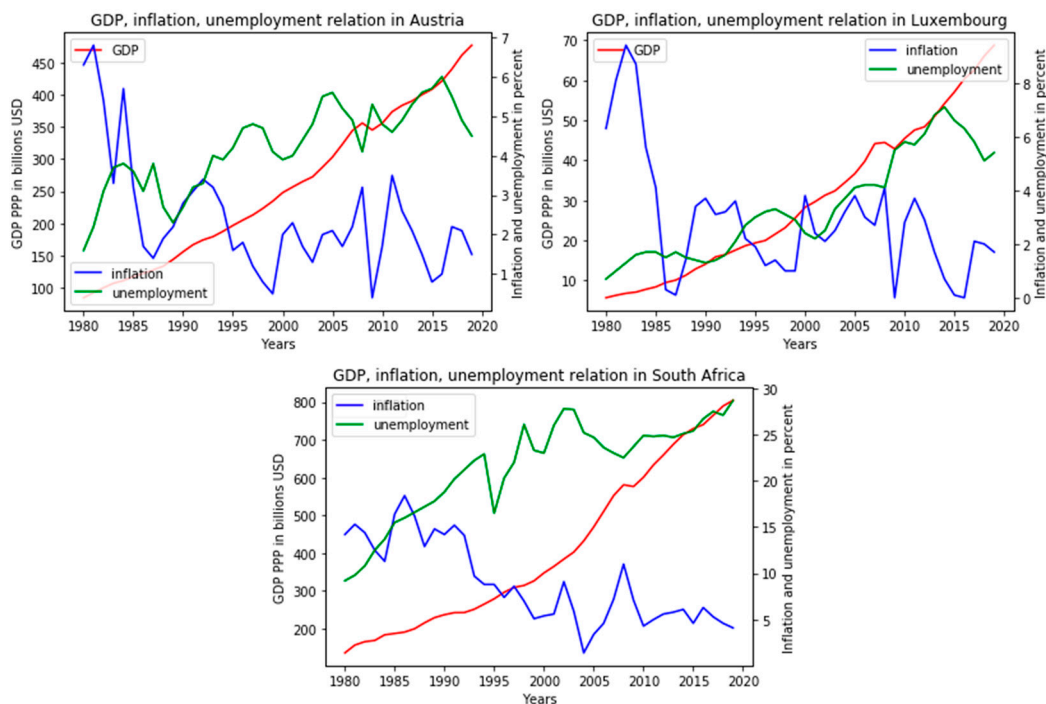 GDP, inflation, unemployment relation in Austria
GDP
inflation
unemployment
GDP PPP in billions USD
450
400
350
300
250
200
150
100
7
6
5
4
3
2
1
Inflation and unemployment in percent
1980 1985 1990 1995 2000 2005 2010 2015 2020
Years
GDP, inflation, unemployment relation in Luxembourg
GDP
inflation
unemployment
GDP PPP in billions USD
70
60
50
40
30
20
10
8
6
4
2
0
Inflation and unemployment in percent
1980 1985 1990 1995 2000 2005 2010 2015 2020
Years
GDP, inflation, unemployment relation in South Africa
inflation
unemployment
GDP PPP in billions USD
800
700
600
500
400
300
200
30
25
20
15
10
5
Inflation and unemployment in percent
1980 1985 1990 1995 2000 2005 2010 2015 2020
Years